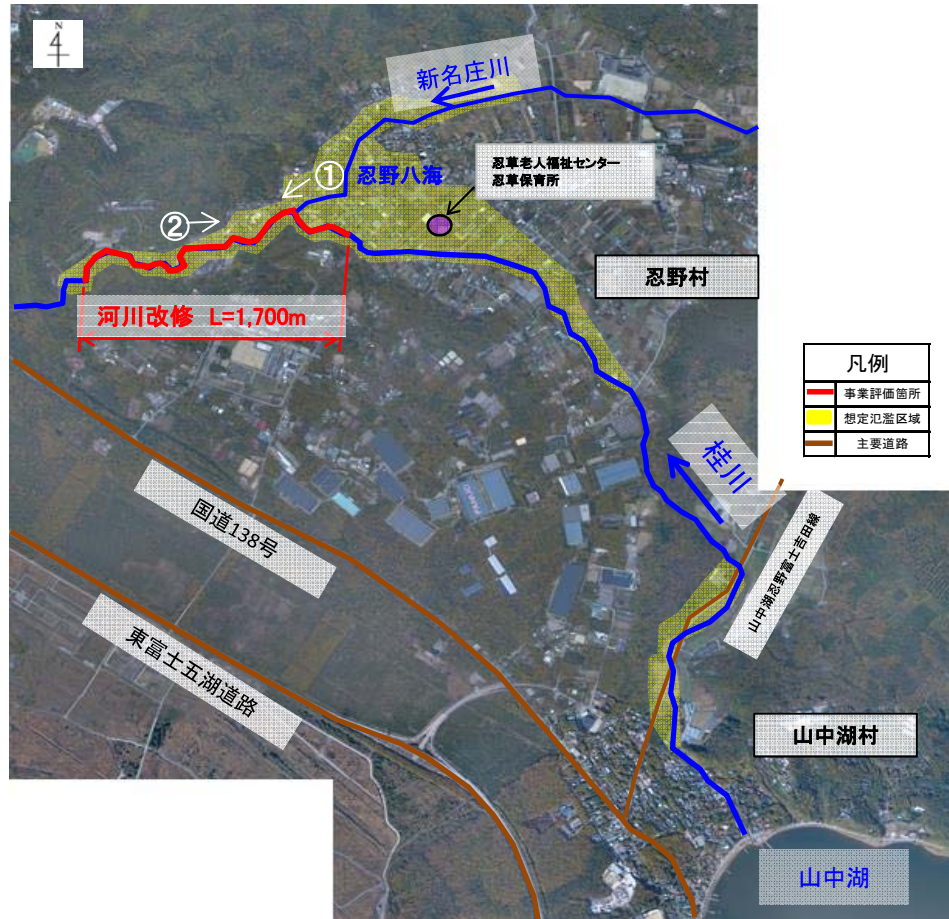 N
新名庄川
忍草老人福祉センター
忍草保育所
①
忍野八海
②
忍野村
河川改修 L=1,700m
凡例
事業評価箇所
想定氾濫区域
主要道路
桂川
国道138号
山中湖忍野富士吉田線
東富士五湖道路
山中湖村
山中湖